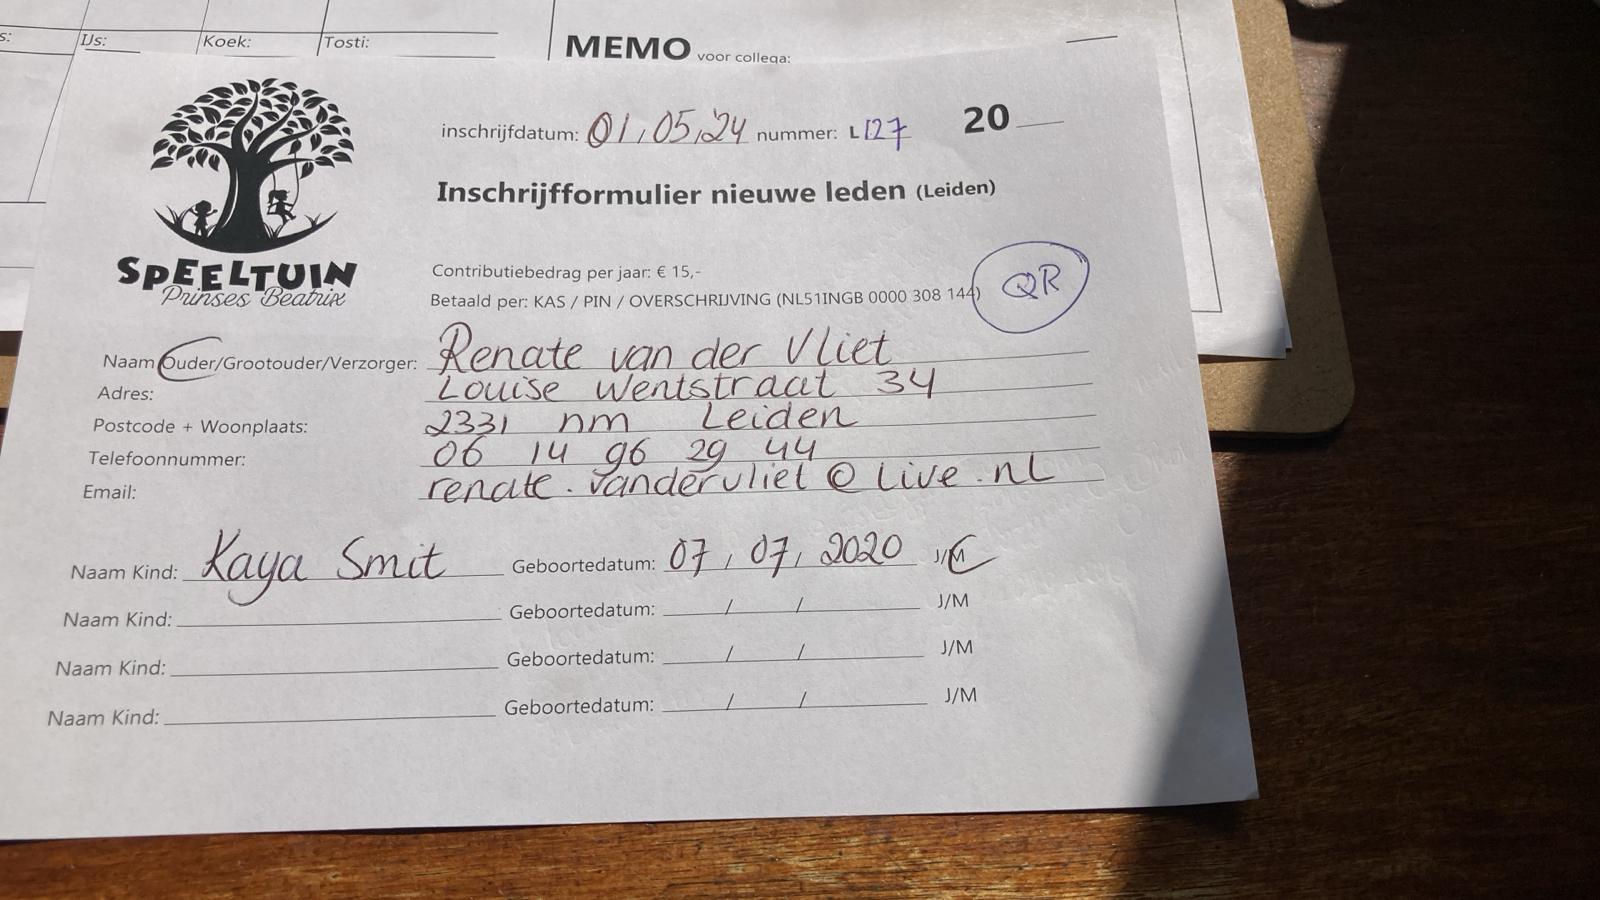 s: IJs: Koek: Tosti:
MEMO voor collega:
inschrijfdatum: 01,05,'24 nummer: L127 20
Inschrijfformulier nieuwe leden (Leiden)
SPEELTUIN
Prinses Beatrix
Contributiebedrag per jaar: € 15,-
Betaald per: KAS / PIN / OVERSCHRIJVING (NL51INGB 0000 308 144) QR
Naam Ouder/Grootouder/Verzorger: Renate van der Vliet
Adres: Louise Wentstraat 34
Postcode + Woonplaats: 2331 nm Leiden
Telefoonnummer: 06 14 96 29 44
Email: renate.vandervliet@live.nl
Naam Kind: Kaya Smit Geboortedatum: 07, 07, 2020 J/M
Naam Kind: Geboortedatum: / / J/M
Naam Kind: Geboortedatum: / / J/M
Naam Kind: Geboortedatum: / / J/M